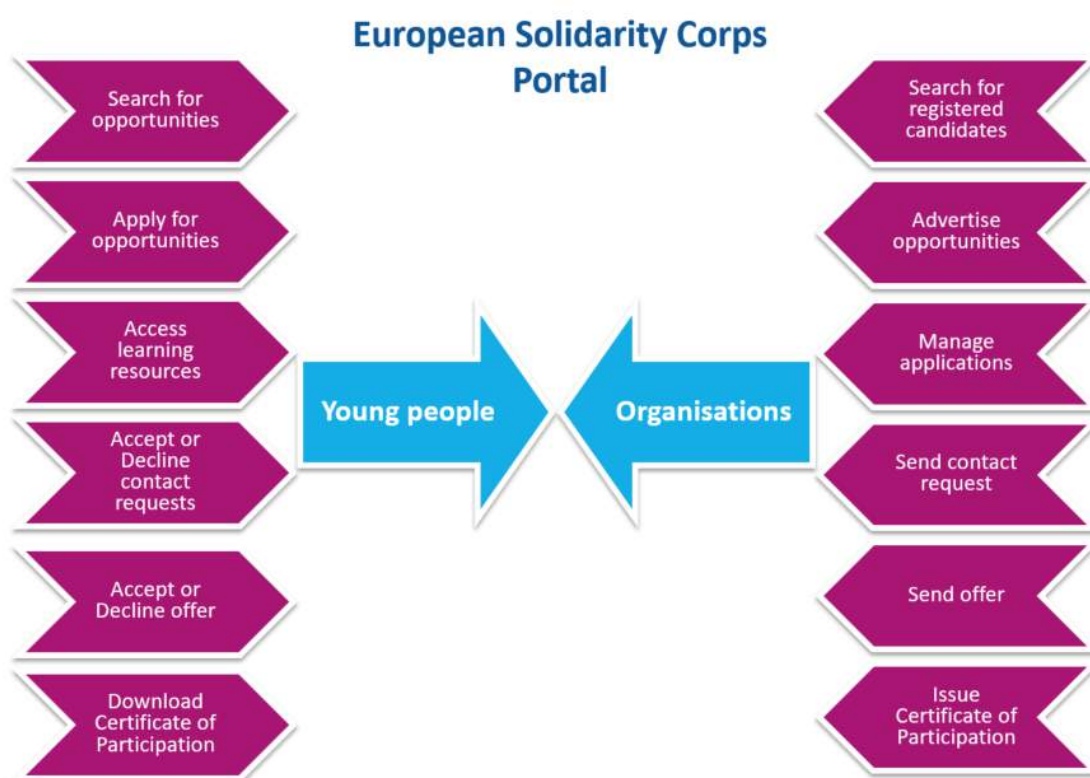 European Solidarity Corps
Portal
Search for
opportunities
Apply for
opportunities
Access
learning
resources
Accept or
Decline
contact
requests
Accept or
Decline offer
Download
Certificate of
Participation
Young people
Organisations
Search for
registered
candidates
Advertise
opportunities
Manage
applications
Send contact
request
Send offer
Issue
Certificate of
Participation